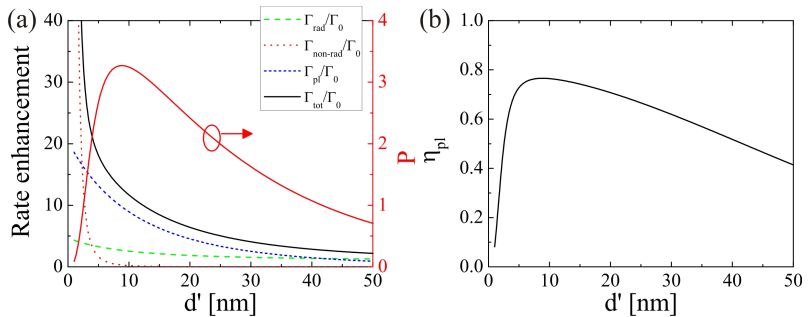 (a)
40
30
20
10
0
Rate enhancement
0 10 20 30 40 50
d' [nm]
Γrad/Γ0
Γnon-rad/Γ0
Γpl/Γ0
Γtot/Γ0
4
3
2
1
0
P
(b)
1.0
0.8
0.6
0.4
0.2
0.0
ηpl
0 10 20 30 40 50
d' [nm]